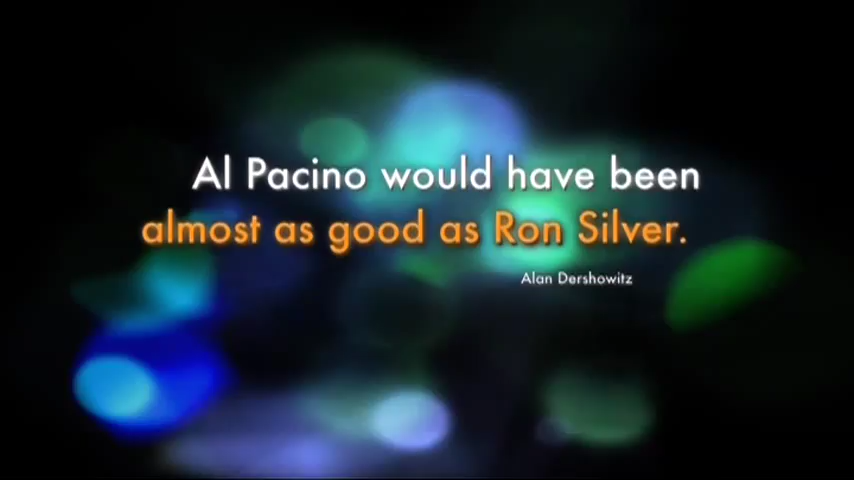 Al Pacino would have been
almost as good as Ron Silver.
Alan Dershowitz